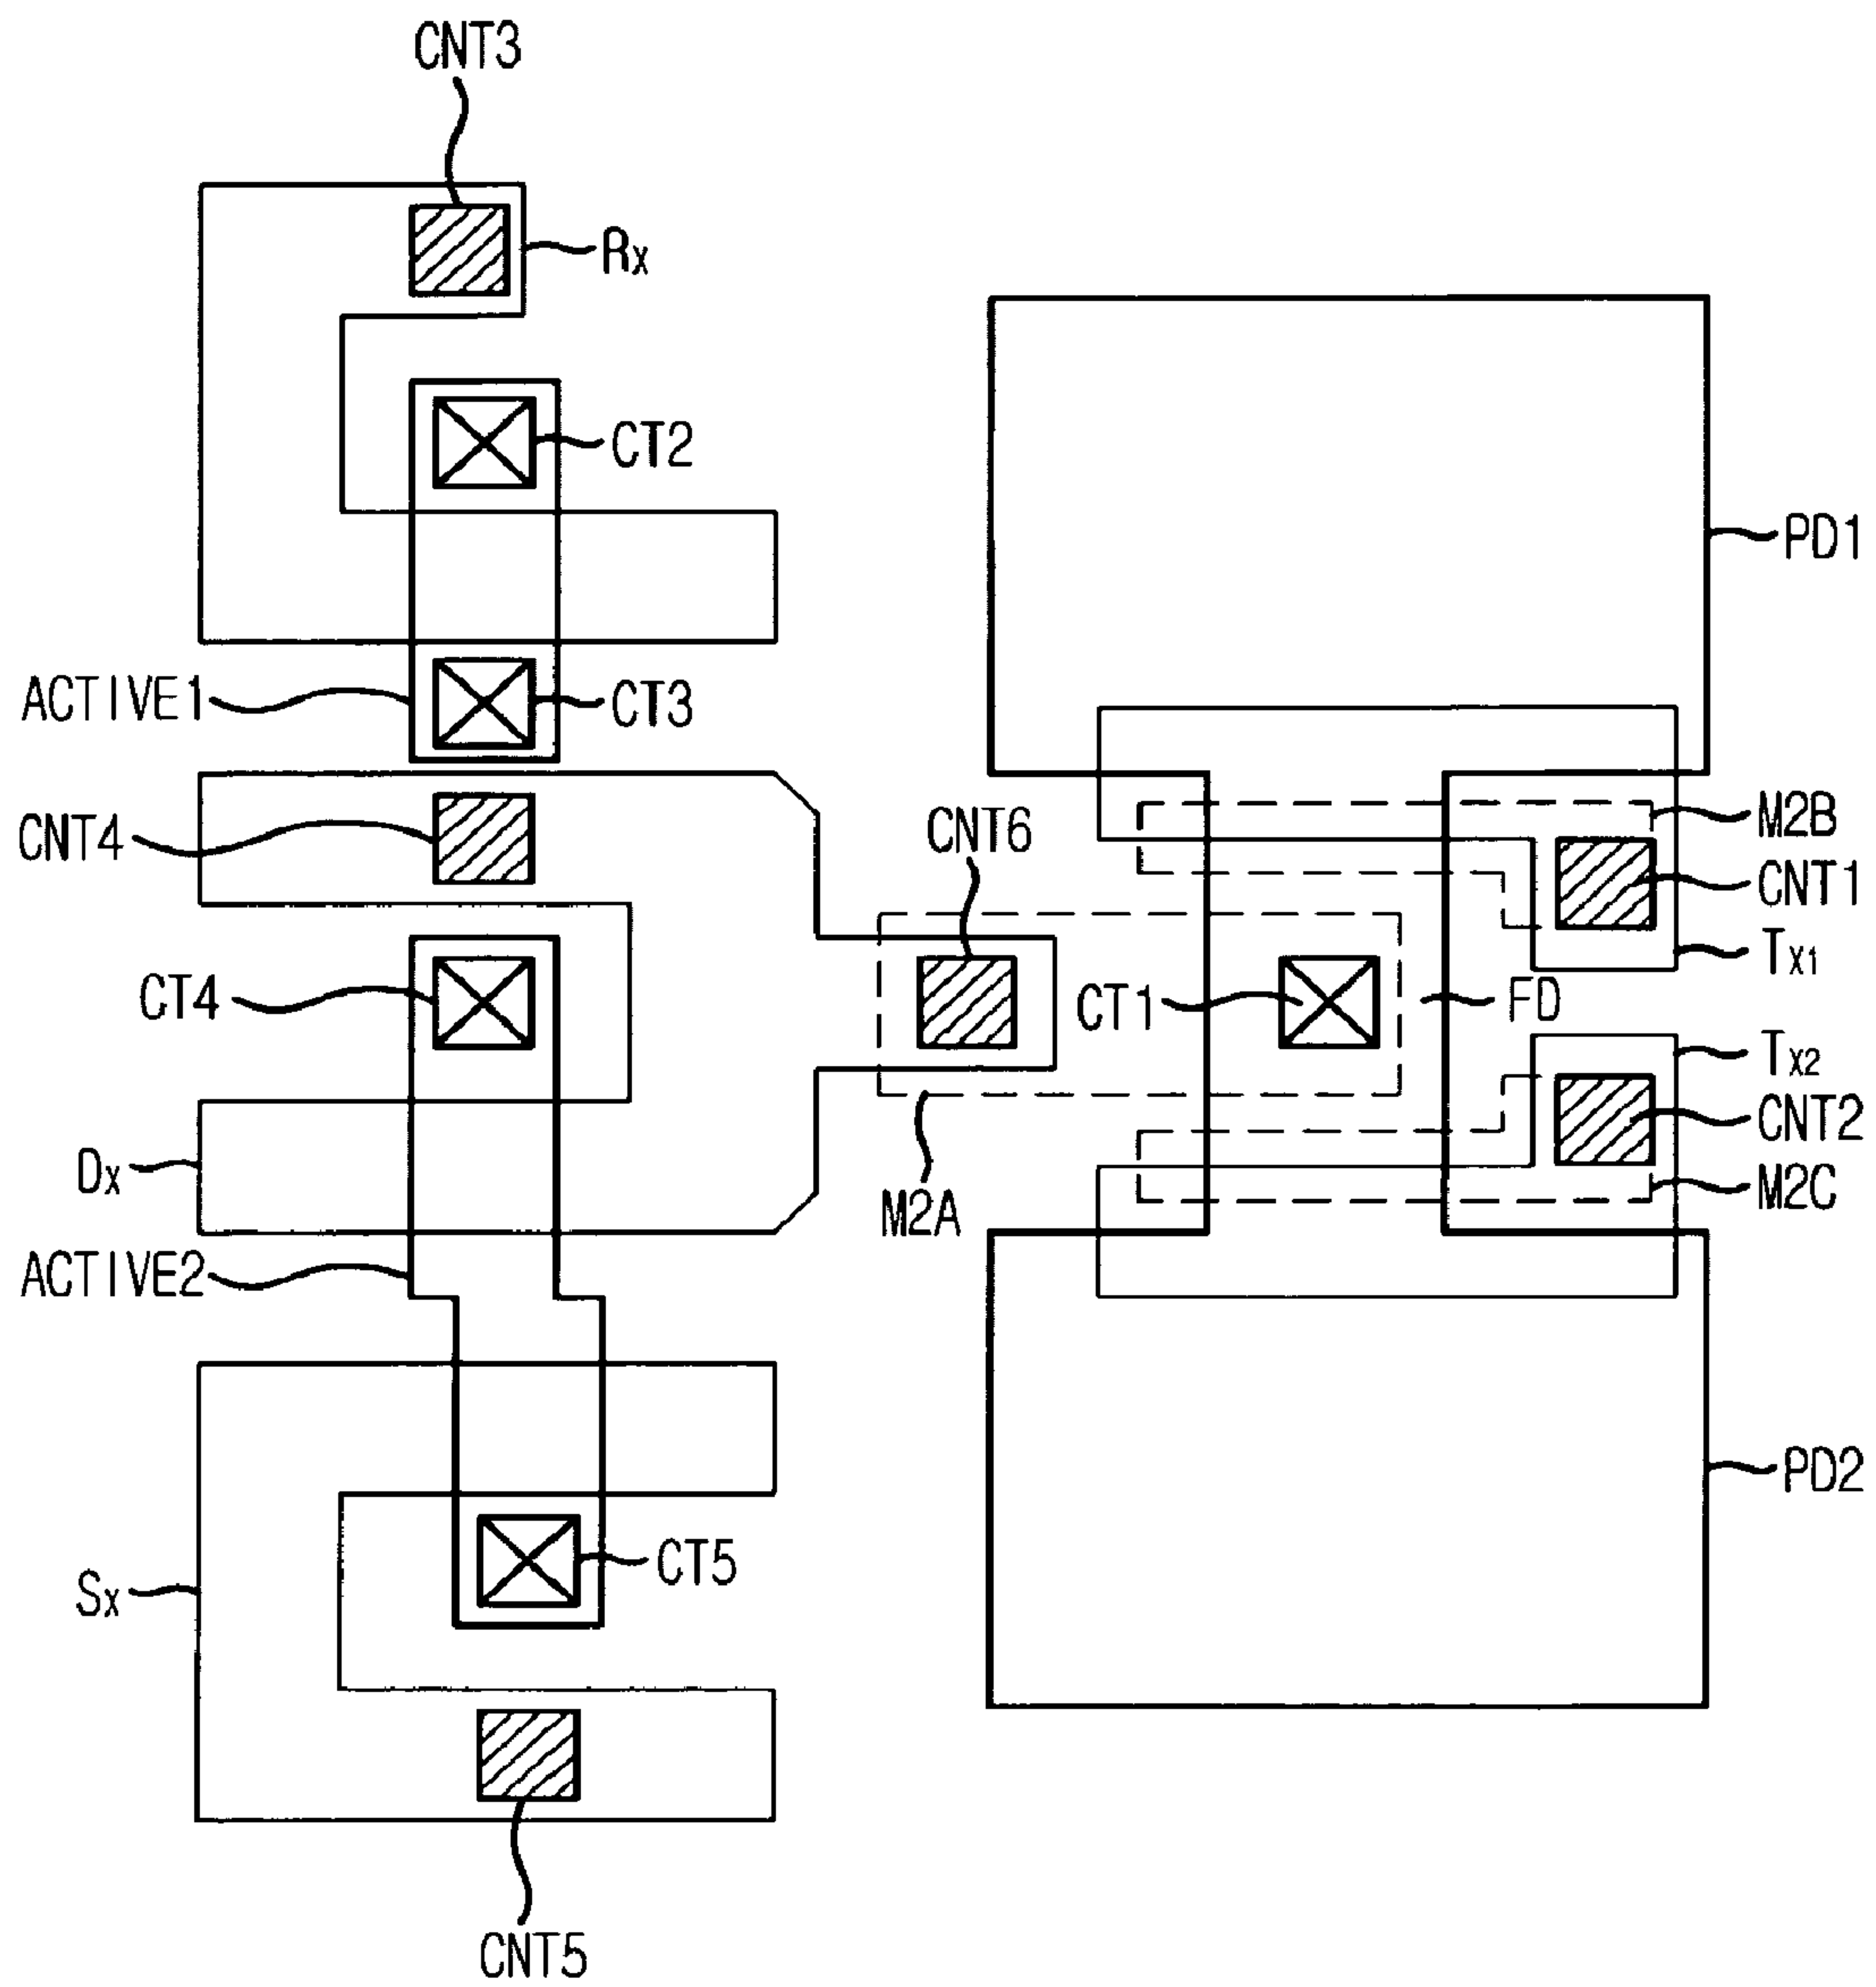 CNT3
Rx
CT2
PD1
ACTIVE1
CT3
CNT4
CNT6
M2B
CNT1
Tx1
CT4
CT1
FD
Tx2
CNT2
Dx
M2A
M2C
ACTIVE2
PD2
CT5
Sx
CNT5